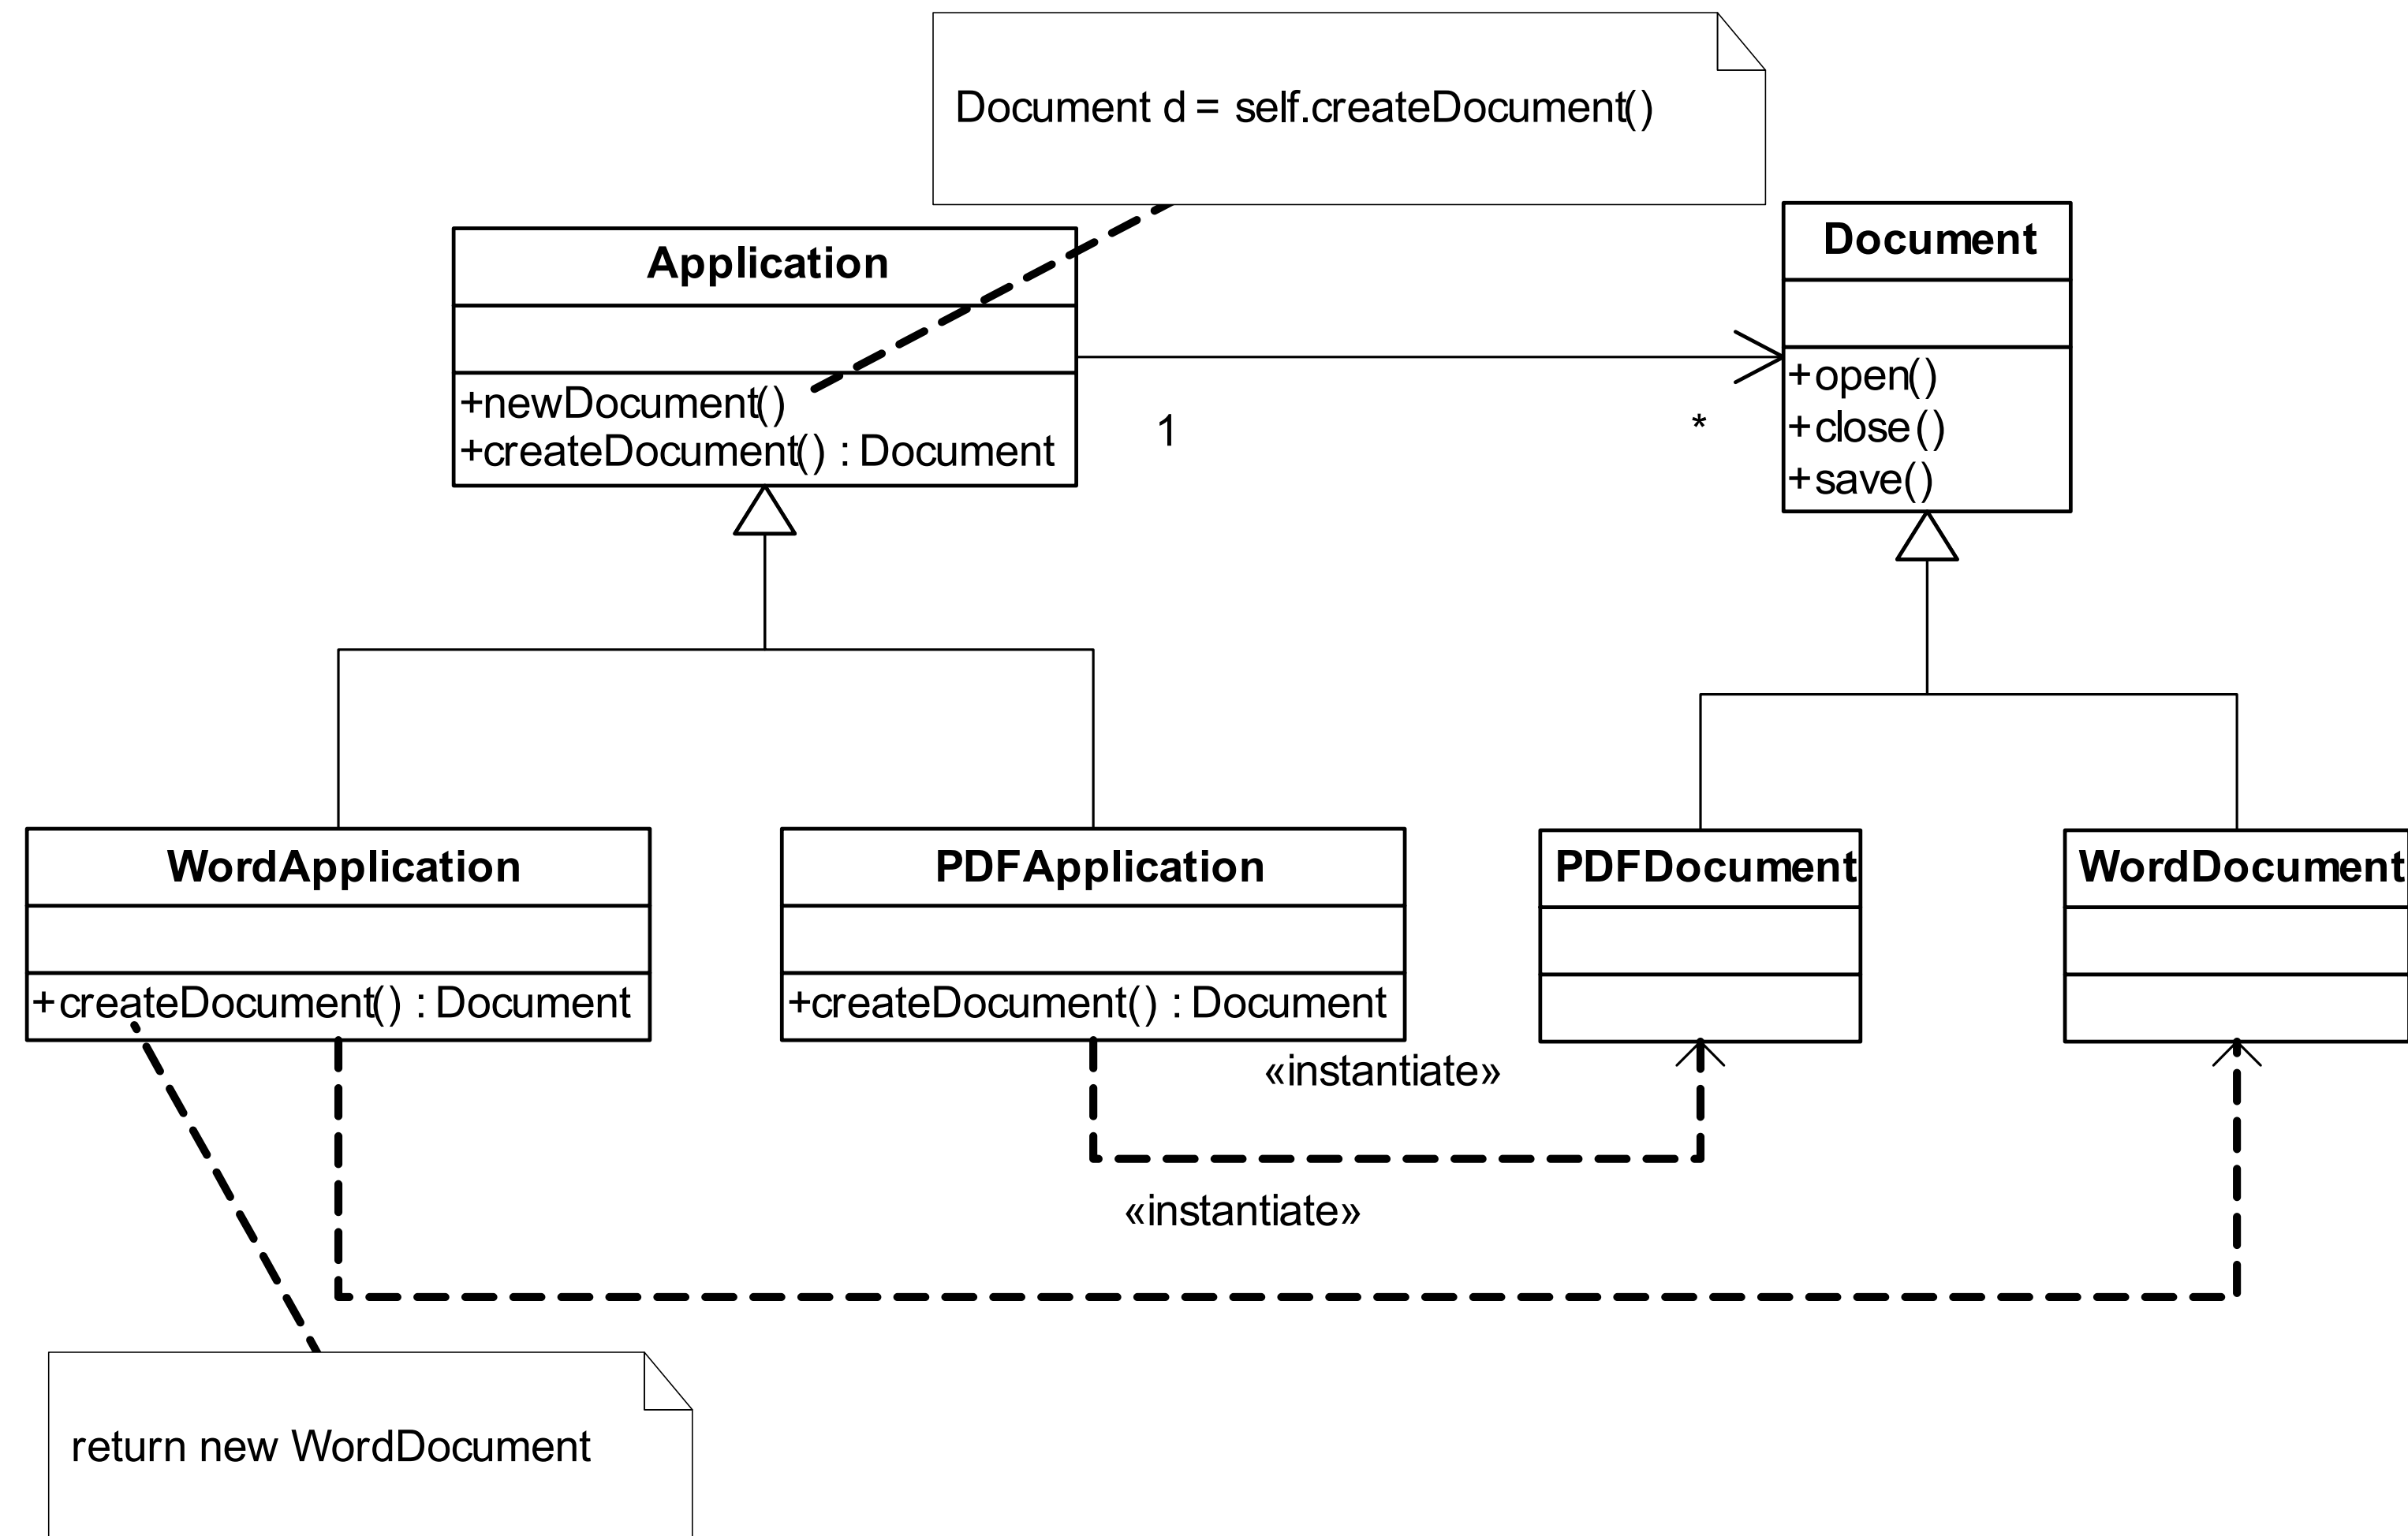 Document d = self.createDocument()
Application
+newDocument()
+createDocument() : Document
Document
+open()
+close()
+save()
1
*
WordApplication
+createDocument() : Document
PDFApplication
+createDocument() : Document
PDFDocument
WordDocument
«instantiate»
«instantiate»
return new WordDocument